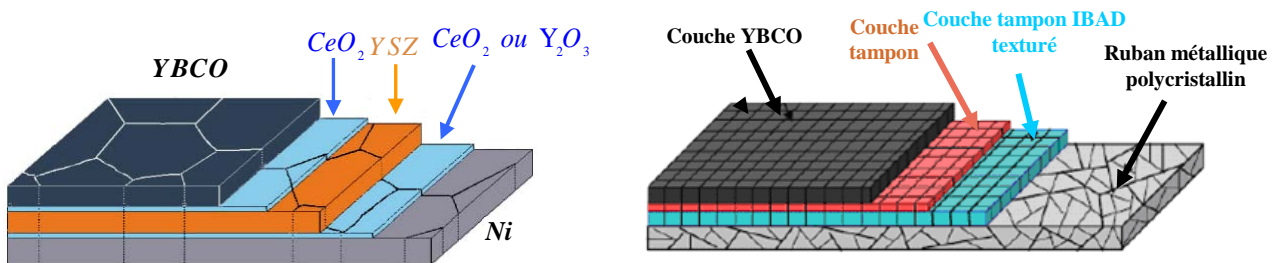 CeO₂ YSZ CeO₂ ou Y₂O₃
YBCO
Ni
Couche YBCO
Couche
tampon
Couche tampon IBAD
texturé
Ruban métallique
polycristallin